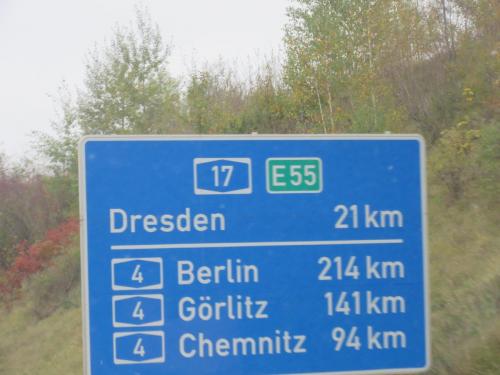 17 E55
Dresden 21 km
4 Berlin 214 km
4 Görlitz 141 km
4 Chemnitz 94 km